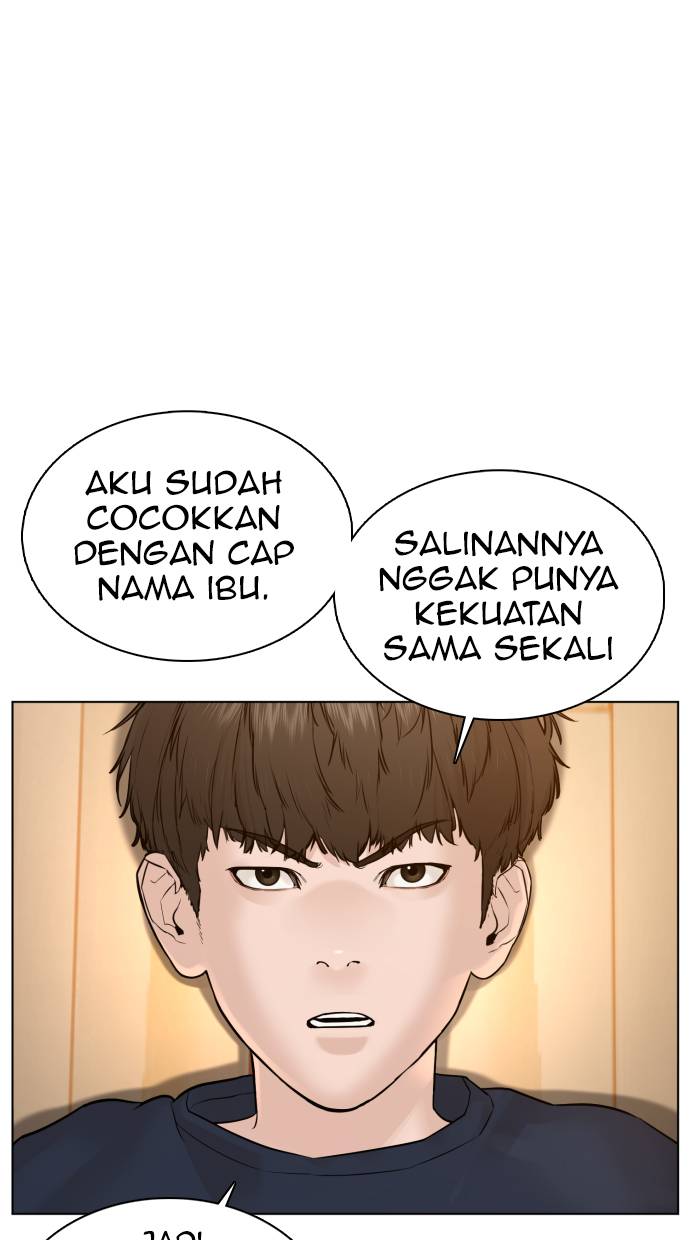 AKU SUDAH
COCOKKAN
DENGAN CAP
NAMA IBU.
SALINANNYA
NGGAK PUNYA
KEKUATAN
SAMA SEKALI